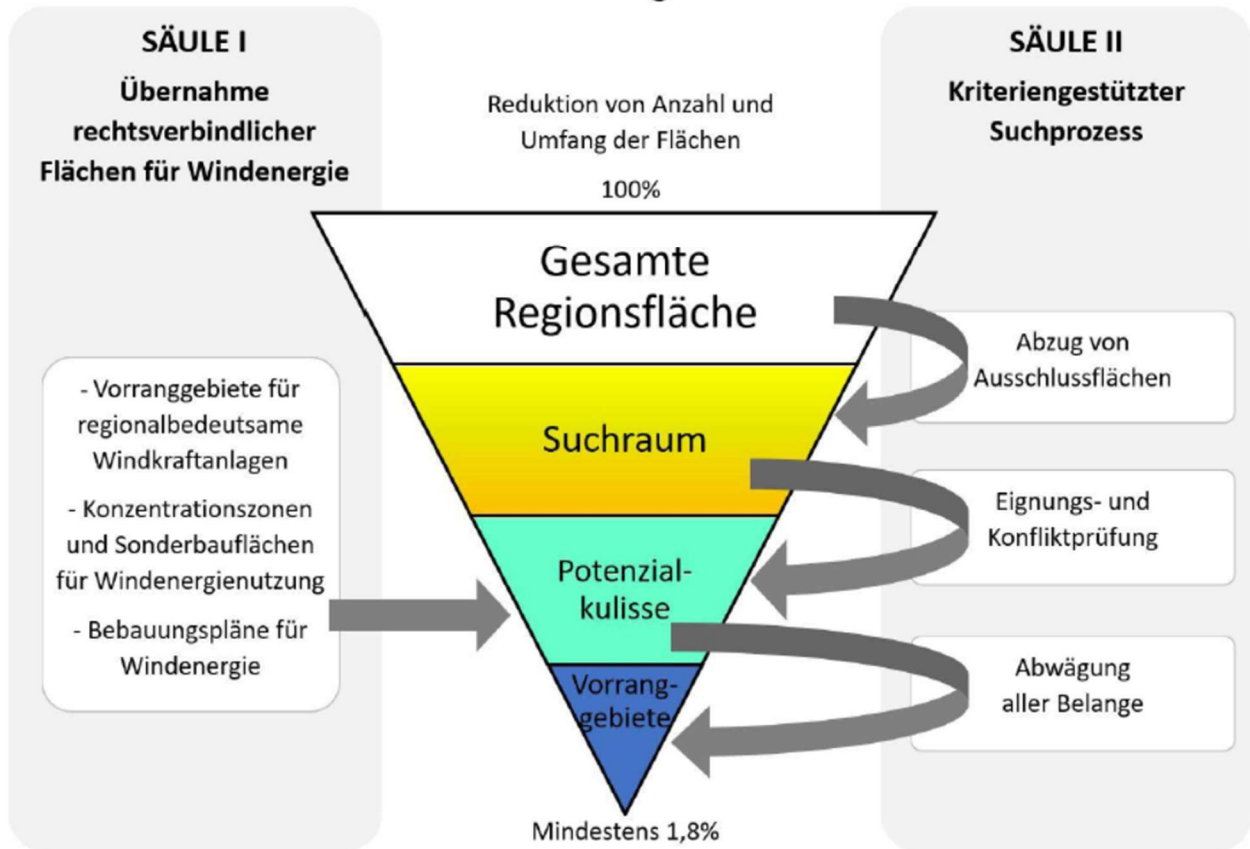 SÄULE I
Übernahme
rechtsverbindlicher
Flächen für Windenergie
- Vorranggebiete für
regionalbedeutsame
Windkraftanlagen
- Konzentrationszonen
und Sonderbauflächen
für Windenergienutzung
- Bebauungspläne für
Windenergie
Reduktion von Anzahl und
Umfang der Flächen
100%
Gesamte
Regionsfläche
Suchraum
Potenzial-
kulisse
Vorrang-
gebiete
Mindestens 1,8%
SÄULE II
Kriteriengestützter
Suchprozess
Abzug von
Ausschlussflächen
Eignungs- und
Konfliktprüfung
Abwägung
aller Belange